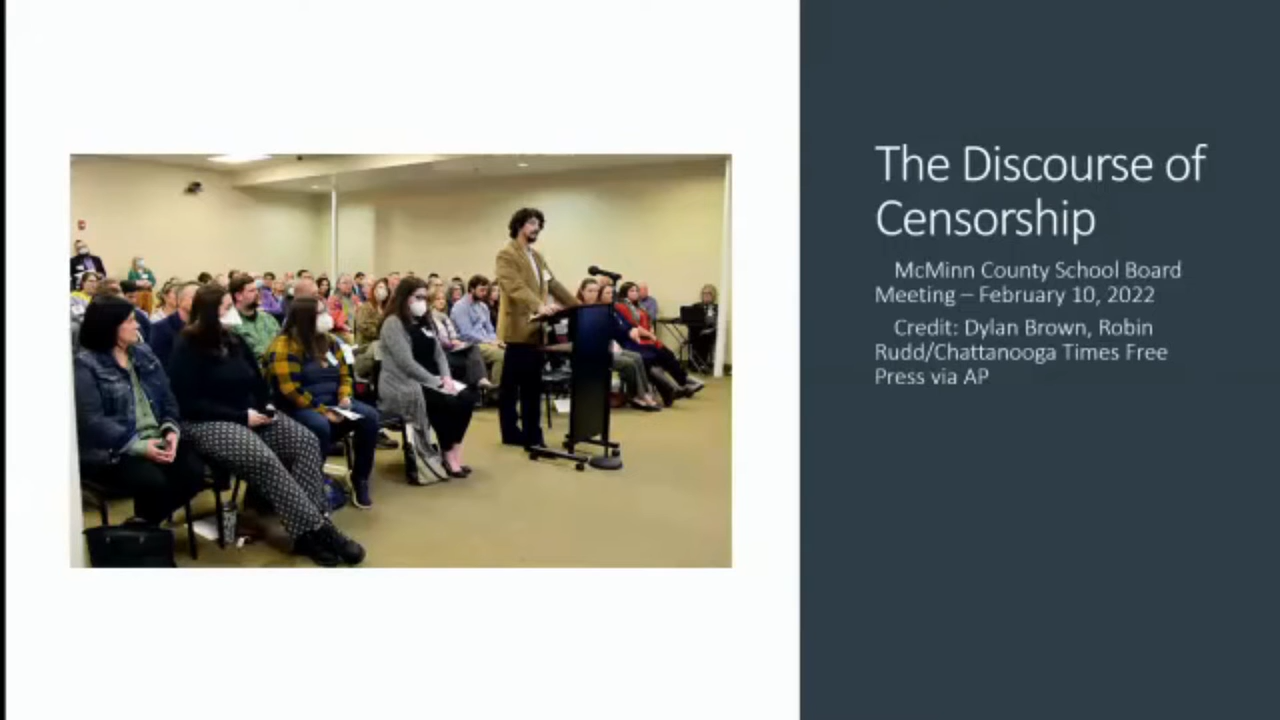 The Discourse of
Censorship
McMinn County School Board
Meeting – February 10, 2022
Credit: Dylan Brown, Robin
Rudd/Chattanooga Times Free
Press via AP